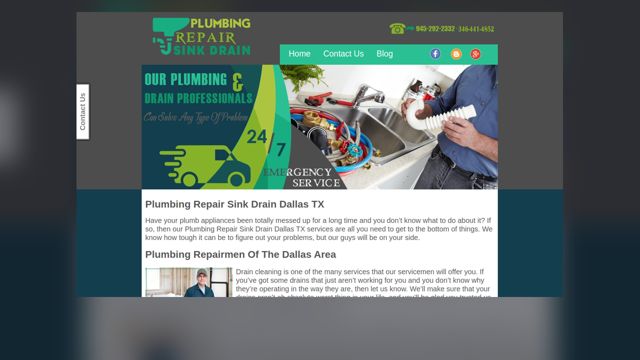 PLUMBING
REPAIR
SINK DRAIN
945-292-2332
346-641-4852
Home Contact Us Blog
Contact Us
OUR PLUMBING &
DRAIN PROFESSIONALS
Can Solve Any Type Of Problem
24/7
EMERGENCY
SERVICE
Plumbing Repair Sink Drain Dallas TX
Have your plumb appliances been totally messed up for a long time and you don't know what to do about it? If
so, then our Plumbing Repair Sink Drain Dallas TX services are all you need to get to the bottom of things. We
know how tough it can be to figure out your problems, but our guys will be on your side.
Plumbing Repairmen Of The Dallas Area
Drain cleaning is one of the many services that our servicemen will offer you. If
you've got some drains that just aren't working for you and you don't know why
they're operating in the way they are, then let us know. We'll make sure that your